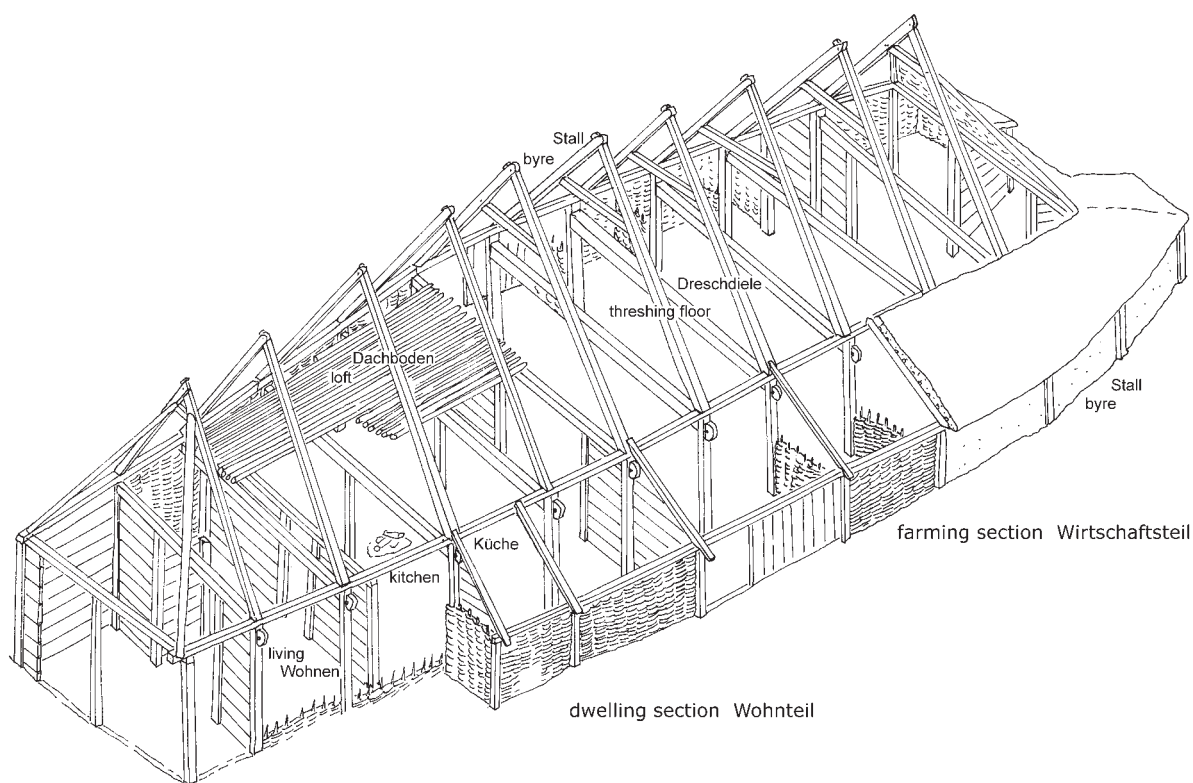 Stall
byre
Dreschdiele
threshing floor
Dachboden
loft
Stall
byre
farming section Wirtschaftsteil
Küche
kitchen
living
Wohnen
dwelling section Wohnteil